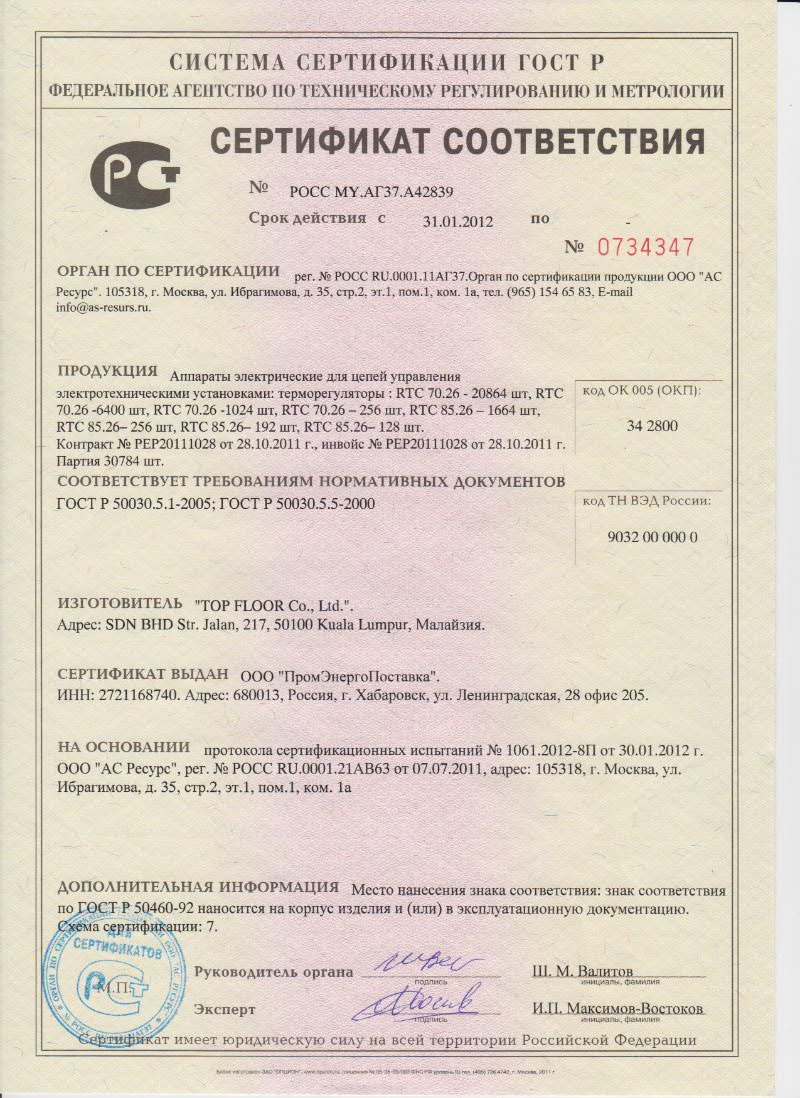 СИСТЕМА СЕРТИФИКАЦИИ ГОСТ Р
ФЕДЕРАЛЬНОЕ АГЕНТСТВО ПО ТЕХНИЧЕСКОМУ РЕГУЛИРОВАНИЮ И МЕТРОЛОГИИ
СЕРТИФИКАТ СООТВЕТСТВИЯ
№ РОСС MY.АГ37.А42839
Срок действия с 31.01.2012 по -
№ 0734347
ОРГАН ПО СЕРТИФИКАЦИИ рег. № РОСС RU.0001.11АГ37.Орган по сертификации продукции ООО "АС
Ресурс". 105318, г. Москва, ул. Ибрагимова, д. 35, стр.2, эт.1, пом.1, ком. 1а, тел. (965) 154 65 83, E-mail
info@as-resurs.ru.
ПРОДУКЦИЯ Аппараты электрические для цепей управления
электротехническими установками: терморегуляторы : RTC 70.26 - 20864 шт, RTC
70.26 -6400 шт, RTC 70.26 -1024 шт, RTC 70.26 – 256 шт, RTC 85.26 – 1664 шт,
RTC 85.26– 256 шт, RTC 85.26– 192 шт, RTC 85.26– 128 шт.
Контракт № PEP20111028 от 28.10.2011 г., инвойс № PEP20111028 от 28.10.2011 г.
Партия 30784 шт.
код ОК 005 (ОКП):
34 2800
СООТВЕТСТВУЕТ ТРЕБОВАНИЯМ НОРМАТИВНЫХ ДОКУМЕНТОВ
ГОСТ Р 50030.5.1-2005; ГОСТ Р 50030.5.5-2000
код ТН ВЭД России:
9032 00 000 0
ИЗГОТОВИТЕЛЬ "TOP FLOOR Co., Ltd.".
Адрес: SDN BHD Str. Jalan, 217, 50100 Kuala Lumpur, Малайзия.
СЕРТИФИКАТ ВЫДАН ООО "ПромЭнергоПоставка".
ИНН: 2721168740. Адрес: 680013, Россия, г. Хабаровск, ул. Ленинградская, 28 офис 205.
НА ОСНОВАНИИ протокола сертификационных испытаний № 1061.2012-8П от 30.01.2012 г.
ООО "АС Ресурс", рег. № РОСС RU.0001.21АВ63 от 07.07.2011, адрес: 105318, г. Москва, ул.
Ибрагимова, д. 35, стр.2, эт.1, пом.1, ком. 1а
ДОПОЛНИТЕЛЬНАЯ ИНФОРМАЦИЯ Место нанесения знака соответствия: знак соответствия
по ГОСТ Р 50460-92 наносится на корпус изделия и (или) в эксплуатационную документацию.
Схема сертификации: 7.
ДЛЯ
СЕРТИФИКАТОВ
М.П.
Руководитель органа
подпись
Ш. М. Валитов
инициалы, фамилия
Эксперт
подпись
И.П. Максимов-Востоков
инициалы, фамилия
Сертификат имеет юридическую силу на всей территории Российской Федерации